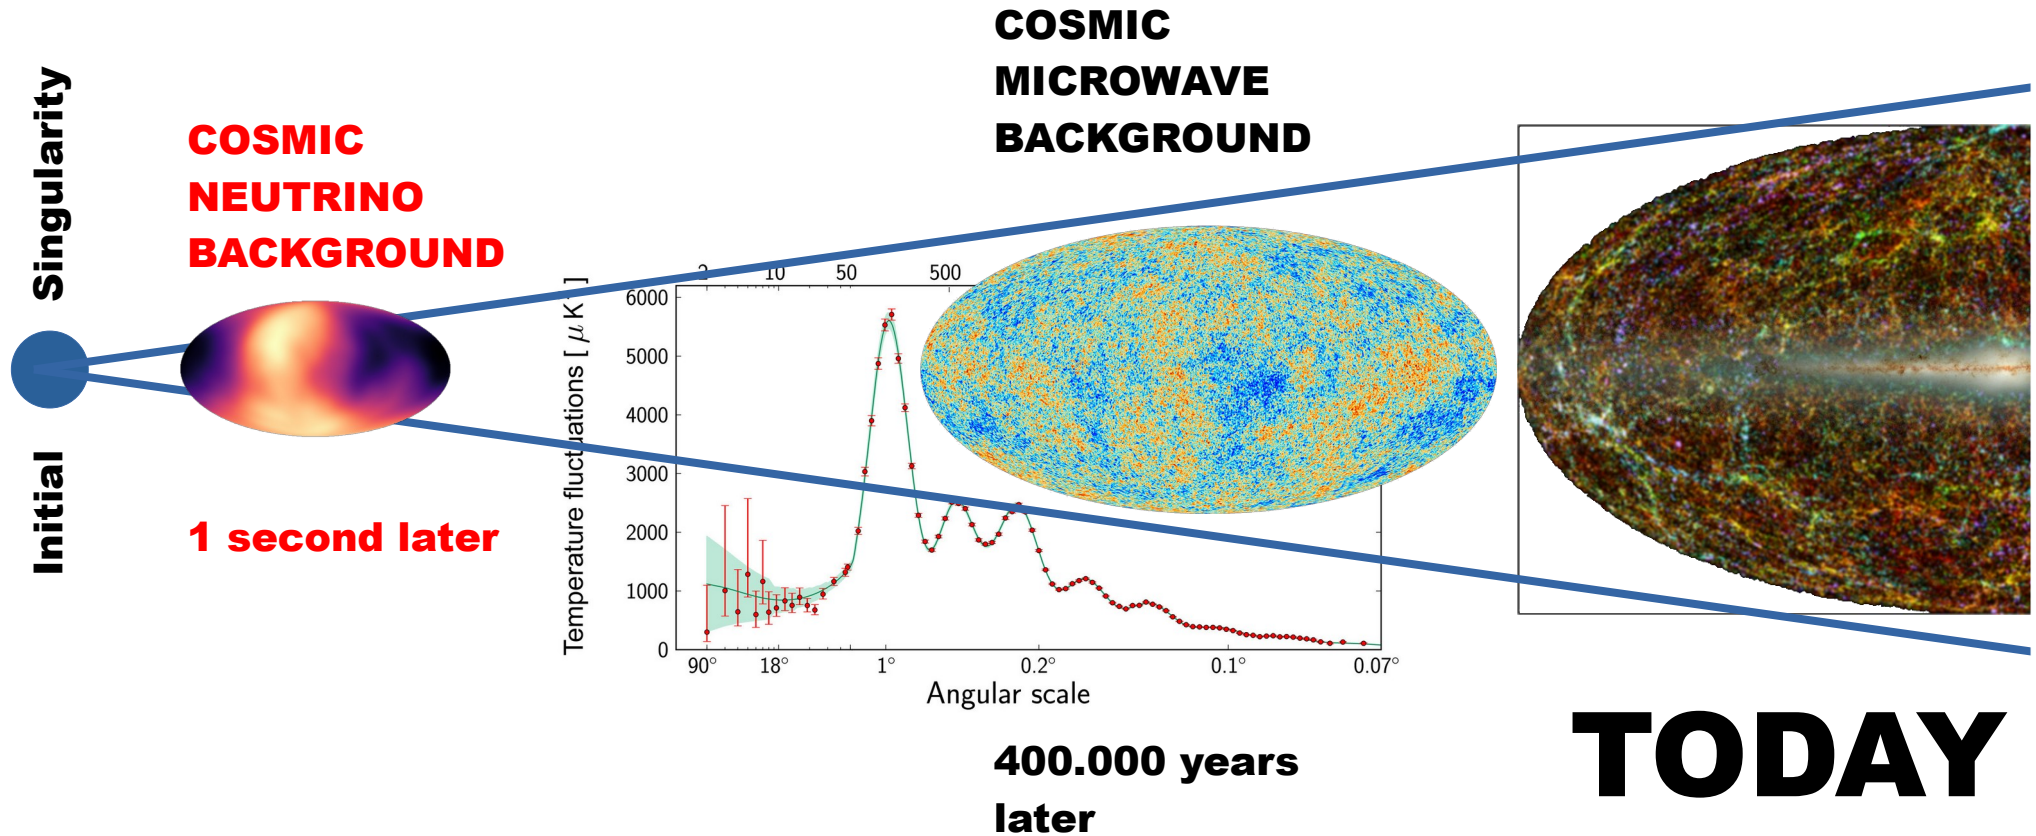 COSMIC
MICROWAVE
BACKGROUND
Initial Singularity
COSMIC
NEUTRINO
BACKGROUND
1 second later
2 10 50 500
Temperature fluctuations [ μ K ]
6000
5000
4000
3000
2000
1000
0
90° 18° 1° 0.2° 0.1° 0.07°
Angular scale
400.000 years
later
TODAY